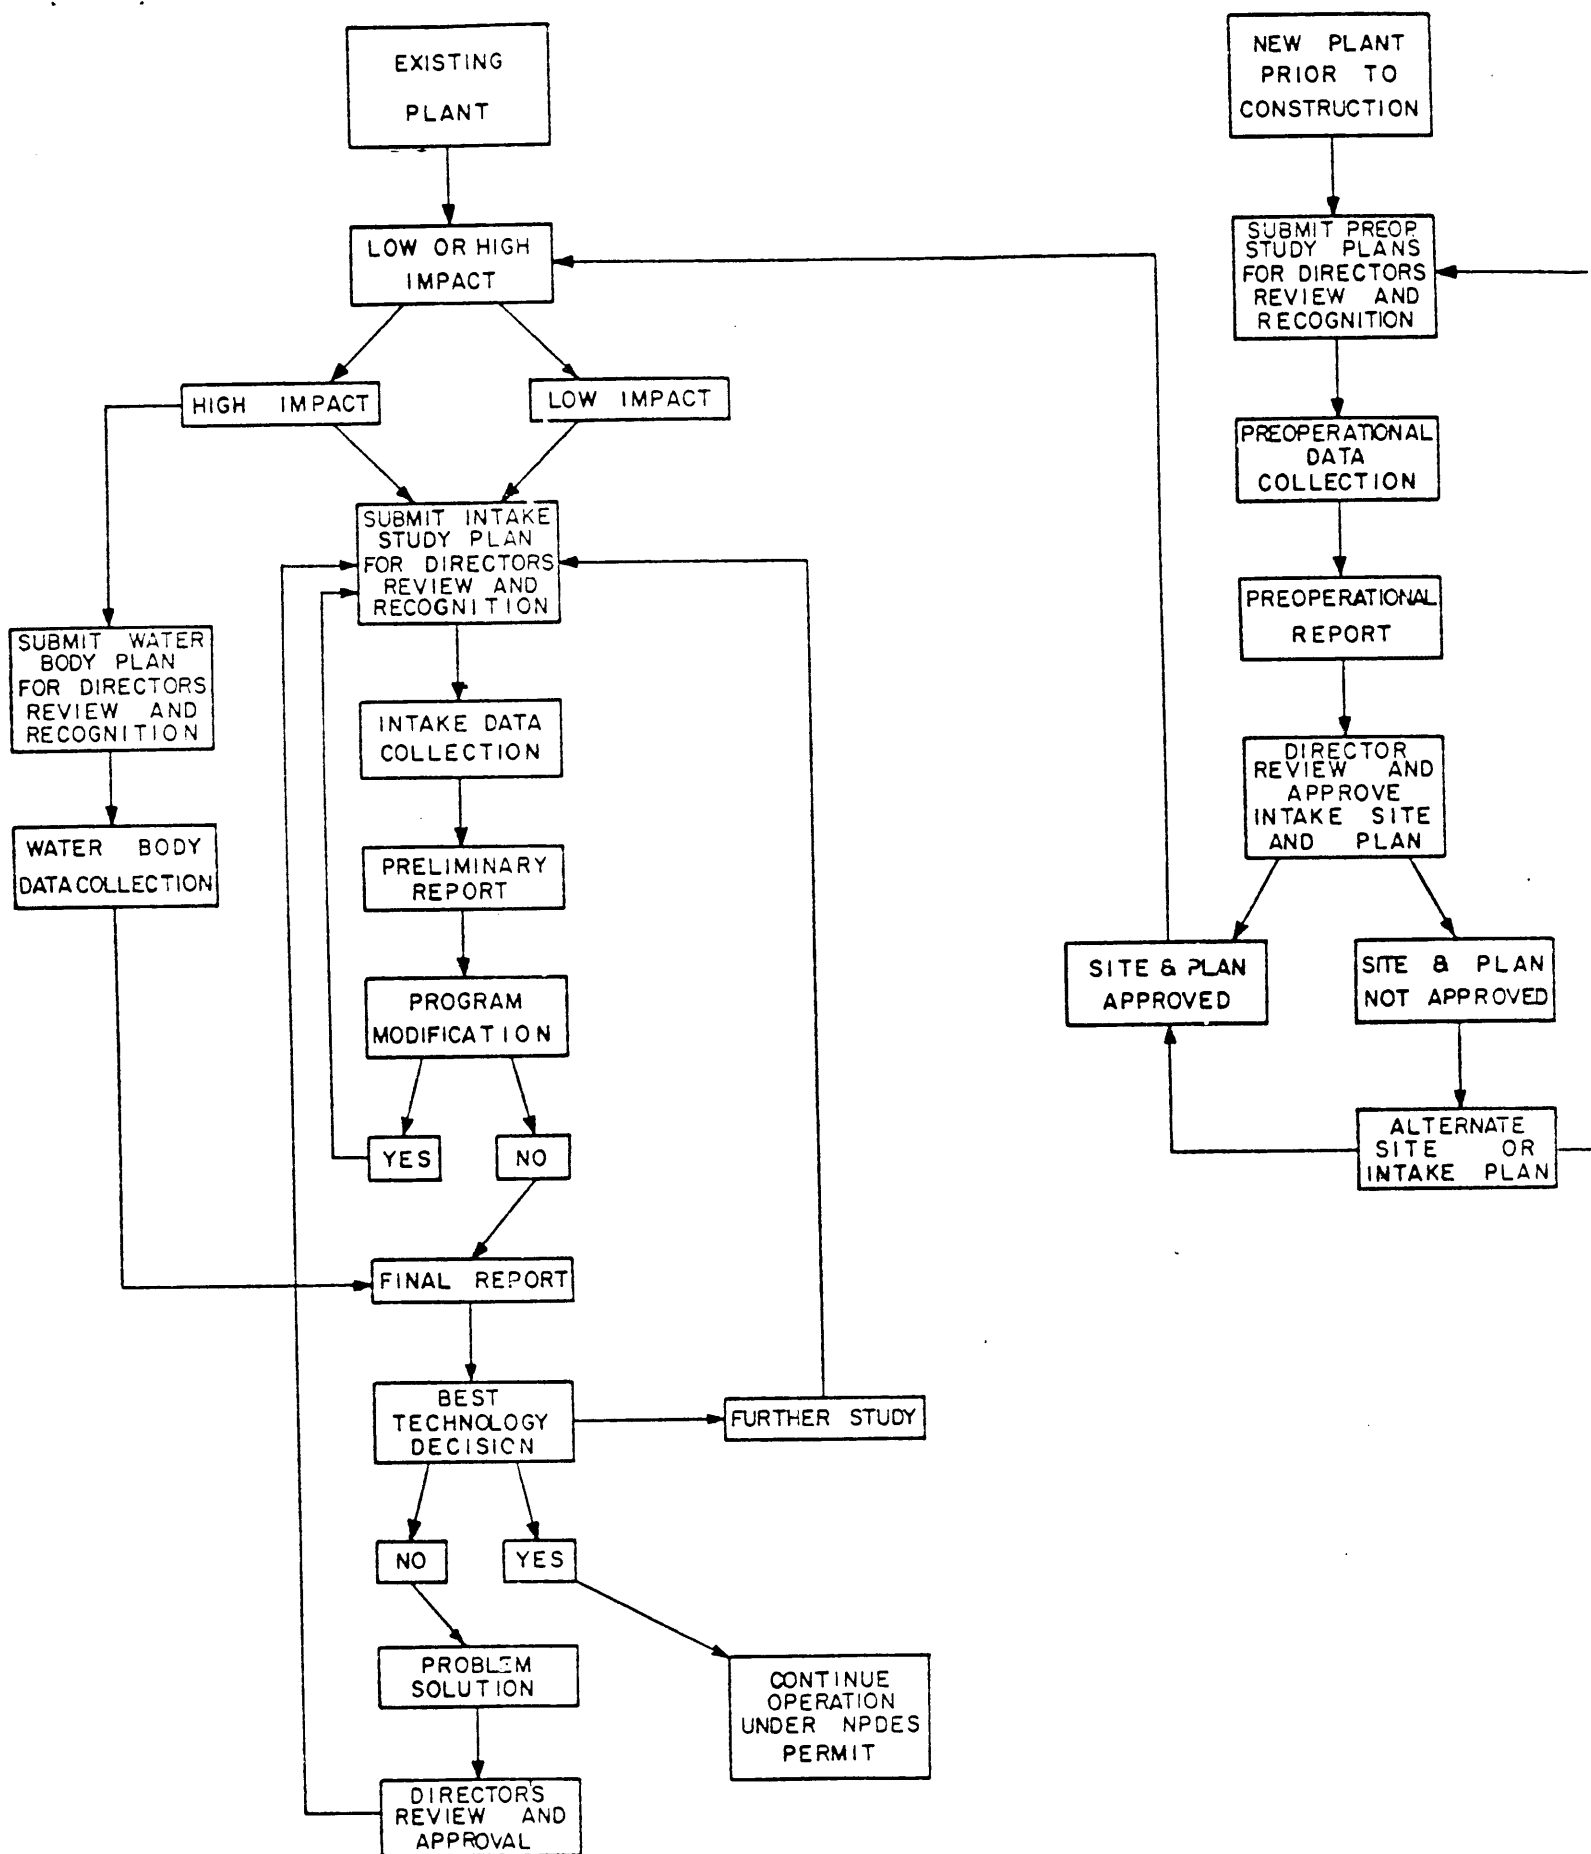 EXISTING
PLANT
NEW PLANT
PRIOR TO
CONSTRUCTION
LOW OR HIGH
IMPACT
SUBMIT PREOP.
STUDY PLANS
FOR DIRECTORS
REVIEW AND
RECOGNITION
HIGH IMPACT
LOW IMPACT
PREOPERATIONAL
DATA
COLLECTION
SUBMIT INTAKE
STUDY PLAN
FOR DIRECTORS
REVIEW AND
RECOGNITION
PREOPERATIONAL
REPORT
SUBMIT WATER
BODY PLAN
FOR DIRECTORS
REVIEW AND
RECOGNITION
INTAKE DATA
COLLECTION
DIRECTOR
REVIEW AND
APPROVE
INTAKE SITE
AND PLAN
WATER BODY
DATA COLLECTION
PRELIMINARY
REPORT
SITE & PLAN
APPROVED
SITE & PLAN
NOT APPROVED
PROGRAM
MODIFICATION
YES
NO
ALTERNATE
SITE OR
INTAKE PLAN
FINAL REPORT
BEST
TECHNOLOGY
DECISION
FURTHER STUDY
NO
YES
PROBLEM
SOLUTION
CONTINUE
OPERATION
UNDER NPDES
PERMIT
DIRECTORS
REVIEW AND
APPROVAL